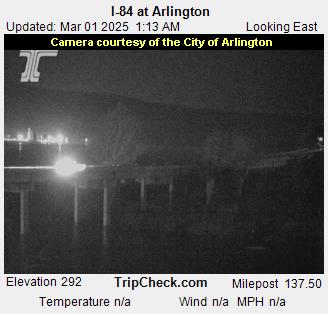 I-84 at Arlington
Updated: Mar 01 2025 1:13 AM Looking East
Camera courtesy of the City of Arlington
Elevation 292 TripCheck.com Milepost 137.50
Temperature n/a Wind n/a MPH n/a